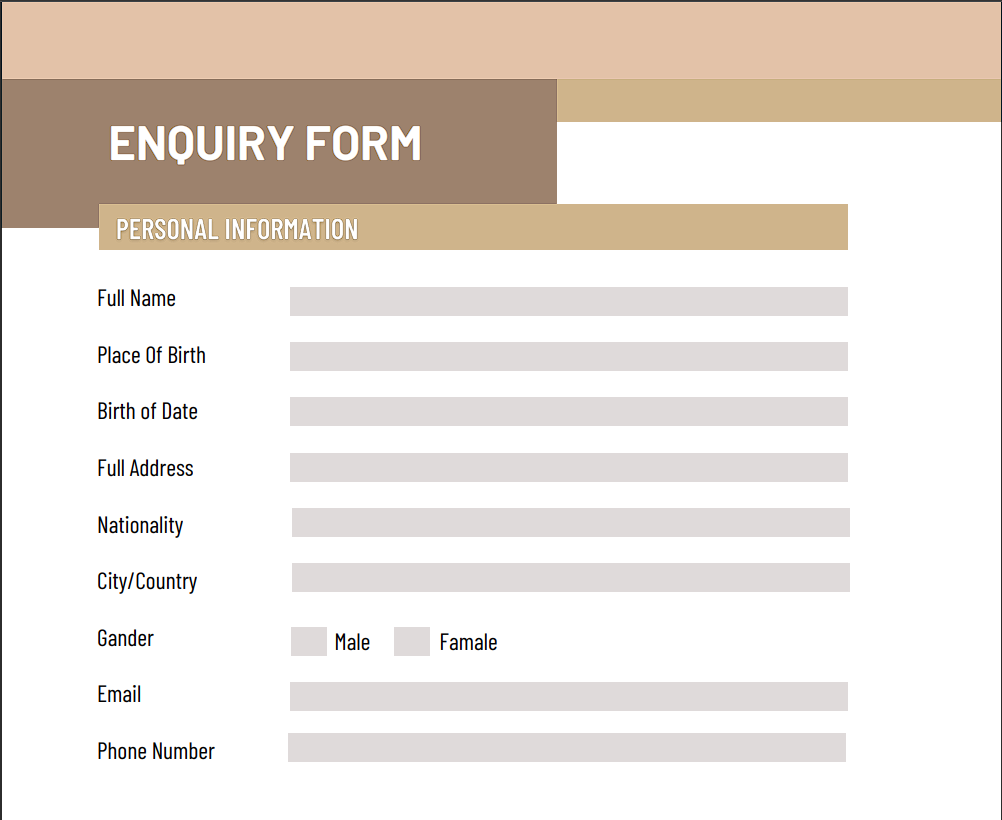 ENQUIRY FORM
PERSONAL INFORMATION
Full Name
Place Of Birth
Birth of Date
Full Address
Nationality
City/Country
Gander Male Famale
Email
Phone Number